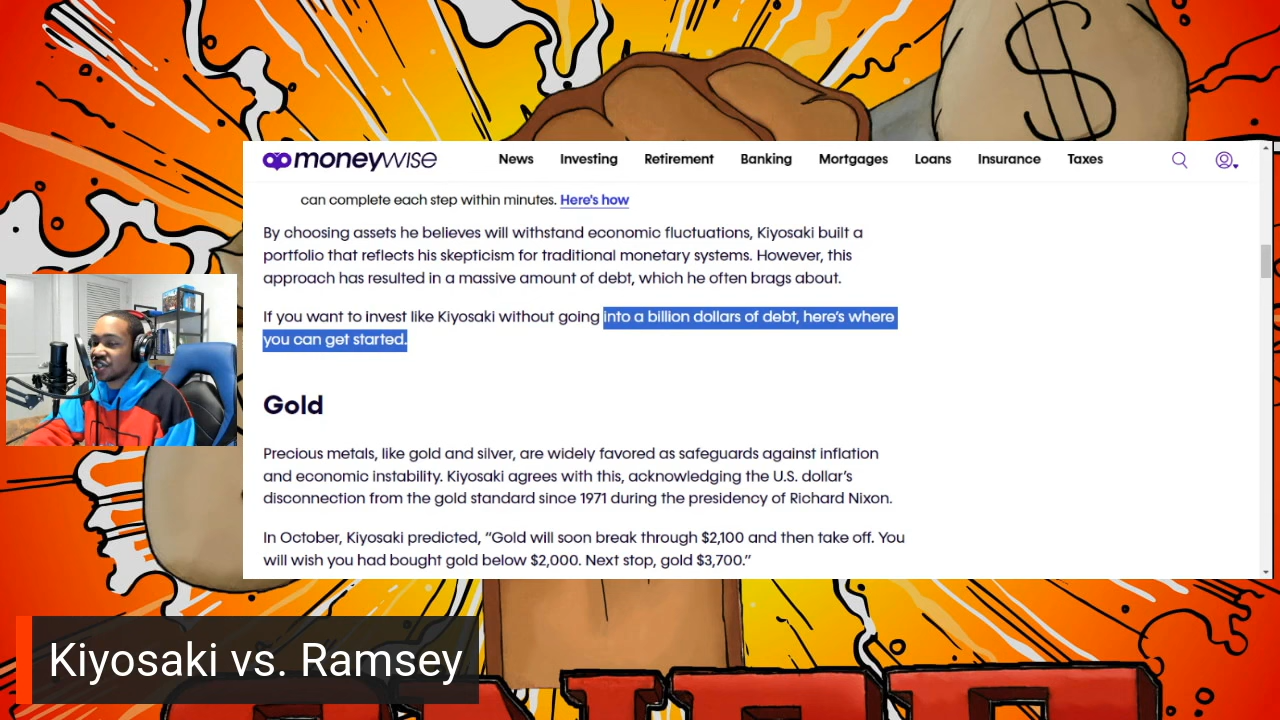 moneywise
News Investing Retirement Banking Mortgages Loans Insurance Taxes
can complete each step within minutes. Here's how
By choosing assets he believes will withstand economic fluctuations, Kiyosaki built a
portfolio that reflects his skepticism for traditional monetary systems. However, this
approach has resulted in a massive amount of debt, which he often brags about.
If you want to invest like Kiyosaki without going into a billion dollars of debt, here's where
you can get started.
Gold
Precious metals, like gold and silver, are widely favored as safeguards against inflation
and economic instability. Kiyosaki agrees with this, acknowledging the U.S. dollar's
disconnection from the gold standard since 1971 during the presidency of Richard Nixon.
In October, Kiyosaki predicted, “Gold will soon break through $2,100 and then take off. You
will wish you had bought gold below $2,000. Next stop, gold $3,700.”
$
Kiyosaki vs. Ramsey